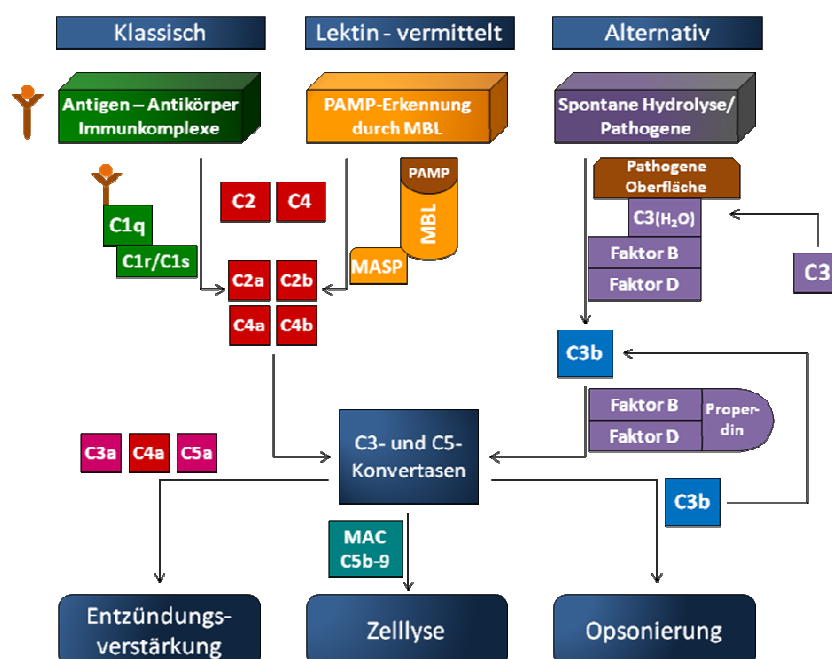 Klassisch
Lektin - vermittelt
Alternativ
Antigen – Antikörper
Immunkomplexe
PAMP-Erkennung
durch MBL
Spontane Hydrolyse/
Pathogene
C1q
C1r/C1s
C2
C4
PAMP
MBL
MASP
Pathogene
Oberfläche
C3(H₂O)
Faktor B
Faktor D
C3
C2a
C2b
C4a
C4b
C3b
Faktor B
Faktor D
Proper-
din
C3- und C5-
Konvertasen
C3a
C4a
C5a
C3b
MAC
C5b-9
Entzündungs-
verstärkung
Zelllyse
Opsonierung